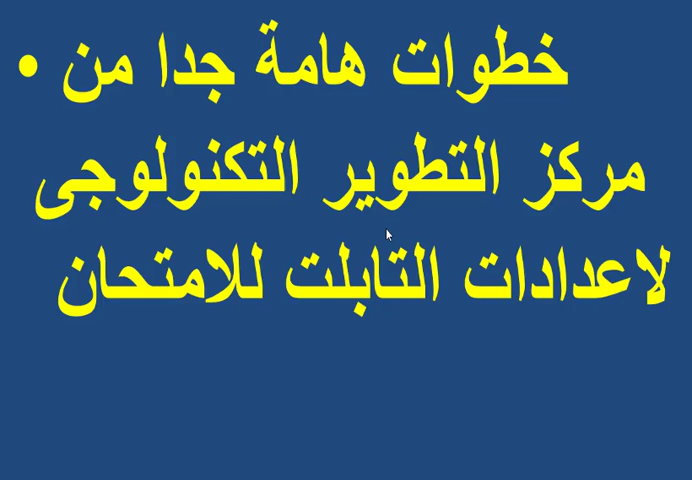 • خطوات هامة جدا من
مركز التطوير التكنولوجى
لاعدادات التابلت للامتحان